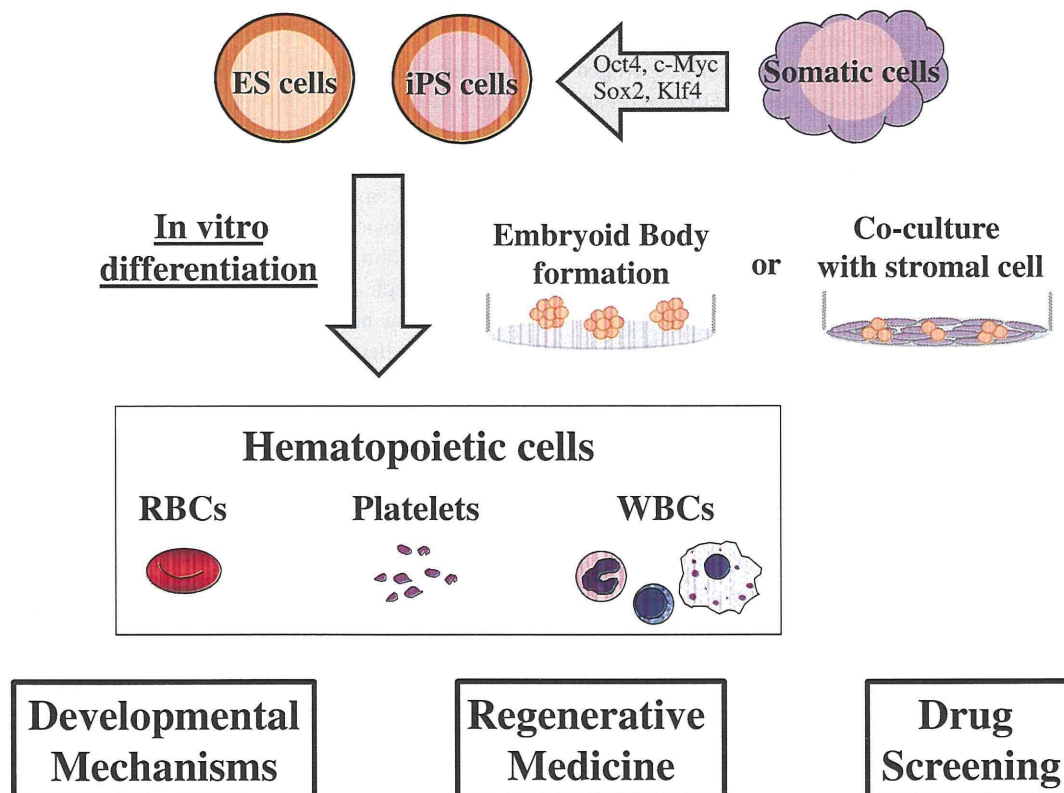 ES cells
iPS cells
Oct4, c-Myc
Sox2, Klf4
Somatic cells
In vitro
differentiation
Embryoid Body
formation
or
Co-culture
with stromal cell
Hematopoietic cells
RBCs
Platelets
WBCs
Developmental
Mechanisms
Regenerative
Medicine
Drug
Screening